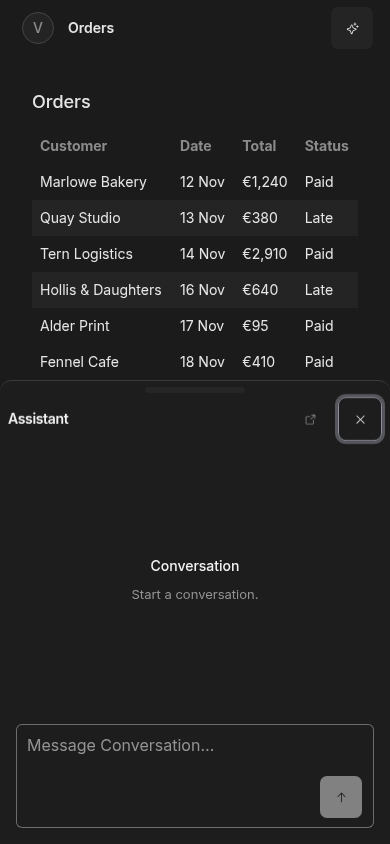 V Orders
Orders
Customer Date Total Status
Marlowe Bakery 12 Nov €1,240 Paid
Quay Studio 13 Nov €380 Late
Tern Logistics 14 Nov €2,910 Paid
Hollis & Daughters 16 Nov €640 Late
Alder Print 17 Nov €95 Paid
Fennel Cafe 18 Nov €410 Paid
Assistant
Conversation
Start a conversation.
Message Conversation...